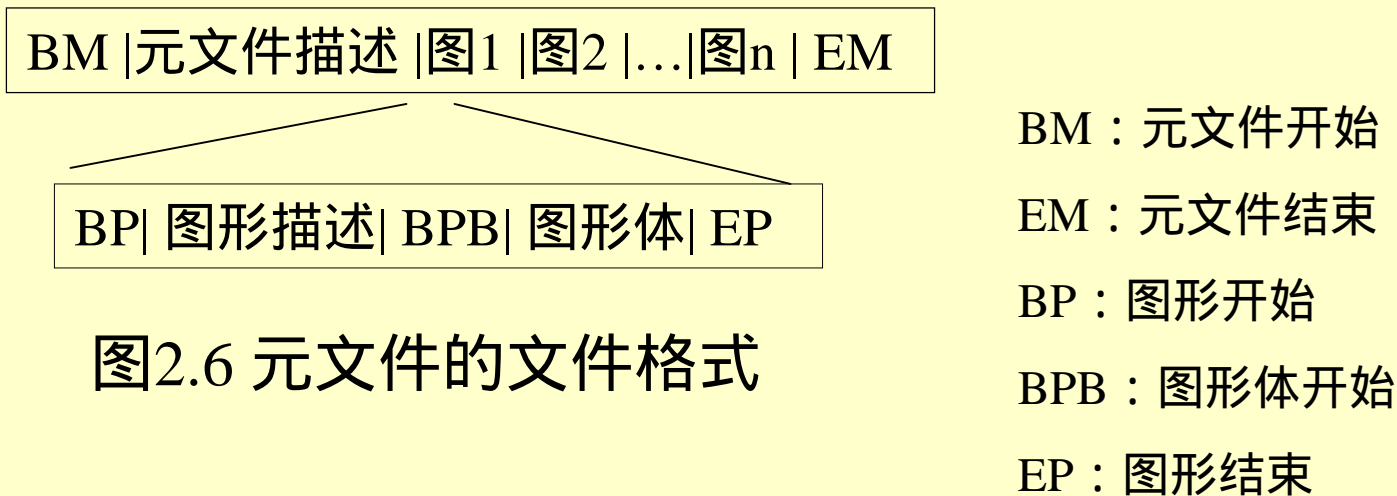 BM |元文件描述 |图1 |图2 |…|图n | EM
BP| 图形描述| BPB| 图形体| EP
图2.6 元文件的文件格式
BM：元文件开始
EM：元文件结束
BP：图形开始
BPB：图形体开始
EP：图形结束